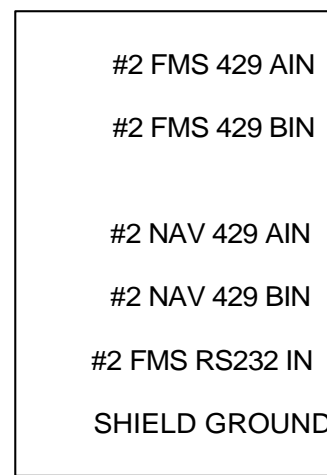 #2 FMS 429 AIN
#2 FMS 429 BIN
#2 NAV 429 AIN
#2 NAV 429 BIN
#2 FMS RS232 IN
SHIELD GROUND